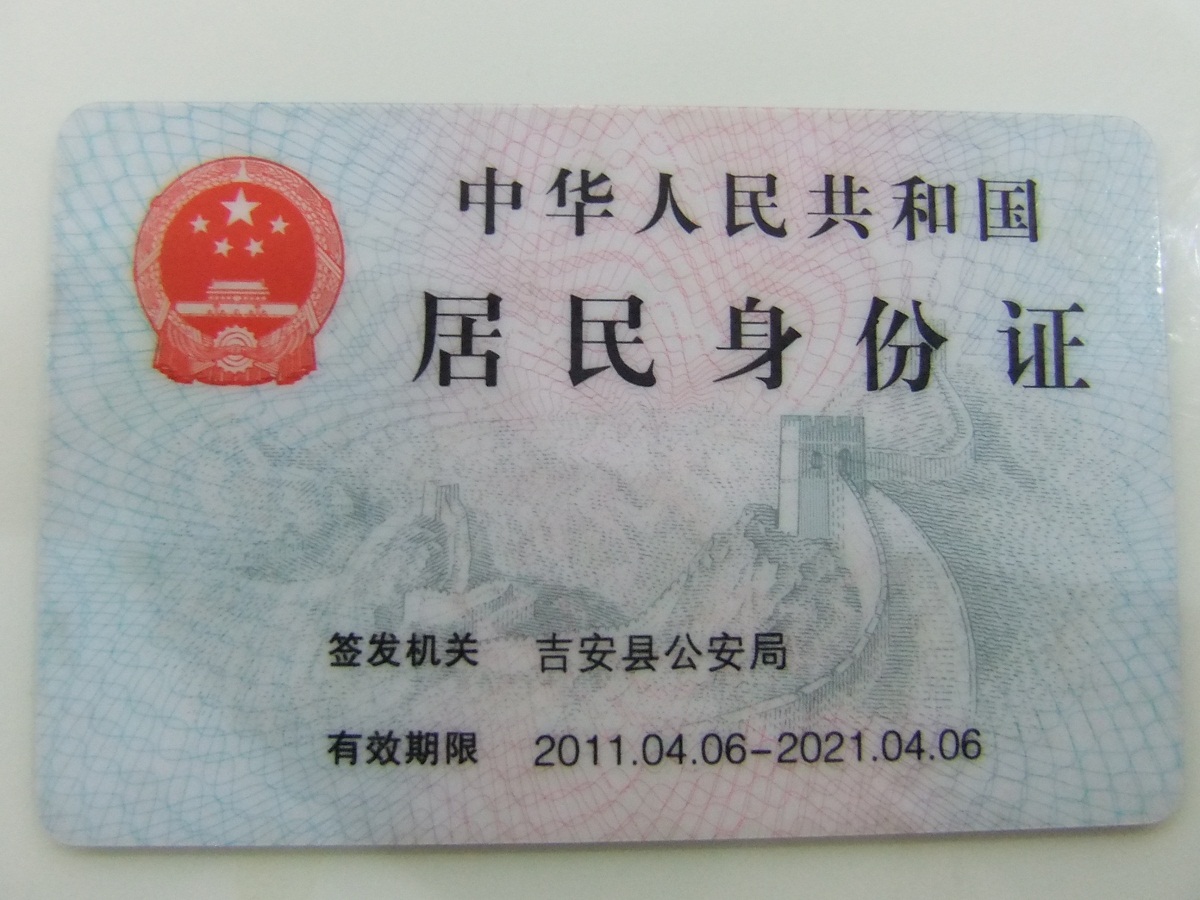 中华人民共和国
居民身份证
签发机关 吉安县公安局
有效期限 2011.04.06-2021.04.06